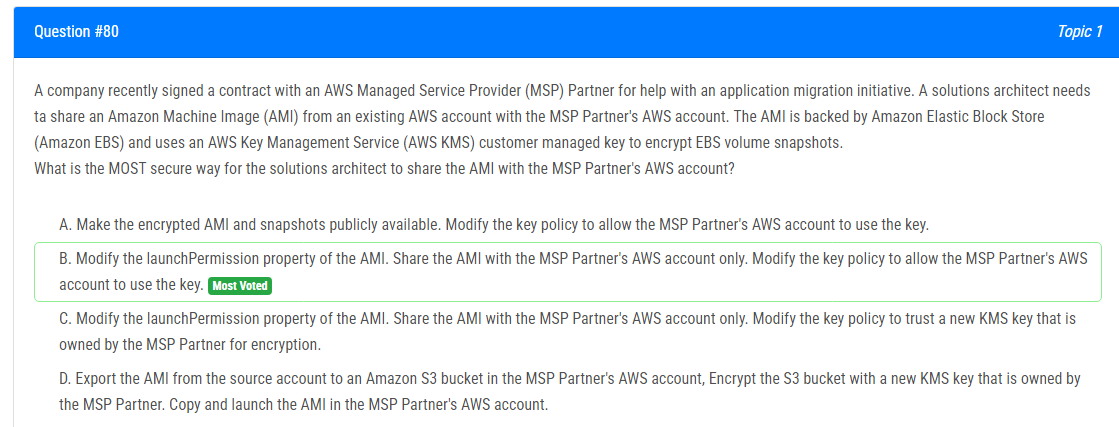 Question #80
Topic 1
A company recently signed a contract with an AWS Managed Service Provider (MSP) Partner for help with an application migration initiative. A solutions architect needs
ta share an Amazon Machine Image (AMI) from an existing AWS account with the MSP Partner's AWS account. The AMI is backed by Amazon Elastic Block Store
(Amazon EBS) and uses an AWS Key Management Service (AWS KMS) customer managed key to encrypt EBS volume snapshots.
What is the MOST secure way for the solutions architect to share the AMI with the MSP Partner's AWS account?
A. Make the encrypted AMI and snapshots publicly available. Modify the key policy to allow the MSP Partner's AWS account to use the key.
B. Modify the launchPermission property of the AMI. Share the AMI with the MSP Partner's AWS account only. Modify the key policy to allow the MSP Partner's AWS
account to use the key. Most Voted
C. Modify the launchPermission property of the AMI. Share the AMI with the MSP Partner's AWS account only. Modify the key policy to trust a new KMS key that is
owned by the MSP Partner for encryption.
D. Export the AMI from the source account to an Amazon S3 bucket in the MSP Partner's AWS account, Encrypt the S3 bucket with a new KMS key that is owned by
the MSP Partner. Copy and launch the AMI in the MSP Partner's AWS account.